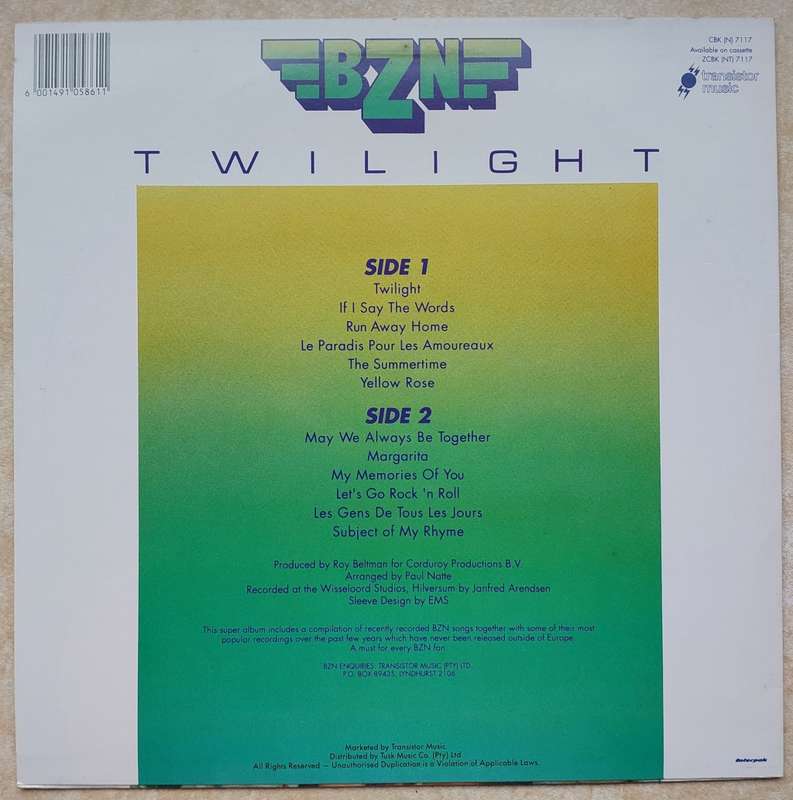 6 001491 058611
BZN
CBK (N) 7117
Available on cassette
ZCBK (NT) 7117
transistor
music
TWILIGHT
SIDE 1
Twilight
If I Say The Words
Run Away Home
Le Paradis Pour Les Amoureaux
The Summertime
Yellow Rose
SIDE 2
May We Always Be Together
Margarita
My Memories Of You
Let's Go Rock 'n Roll
Les Gens De Tous Les Jours
Subject of My Rhyme
Produced by Roy Beltman for Corduroy Productions B.V.
Arranged by Paul Natte
Recorded at the Wisseloord Studios, Hilversum by Janfred Arendsen
Sleeve Design by EMS
This super album includes a compilation of recently recorded BZN songs together with some of their most
popular recordings over the past few years which have never been released outside of Europe.
A must for every BZN fan.
BZN ENQUIRIES: TRANSISTOR MUSIC (PTY) LTD.
P.O. BOX 89435, LYNDHURST 2106
Marketed by Transistor Music
Distributed by Tusk Music Co. (Pty) Ltd.
All Rights Reserved — Unauthorised Duplication is a Violation of Applicable Laws.
interpak